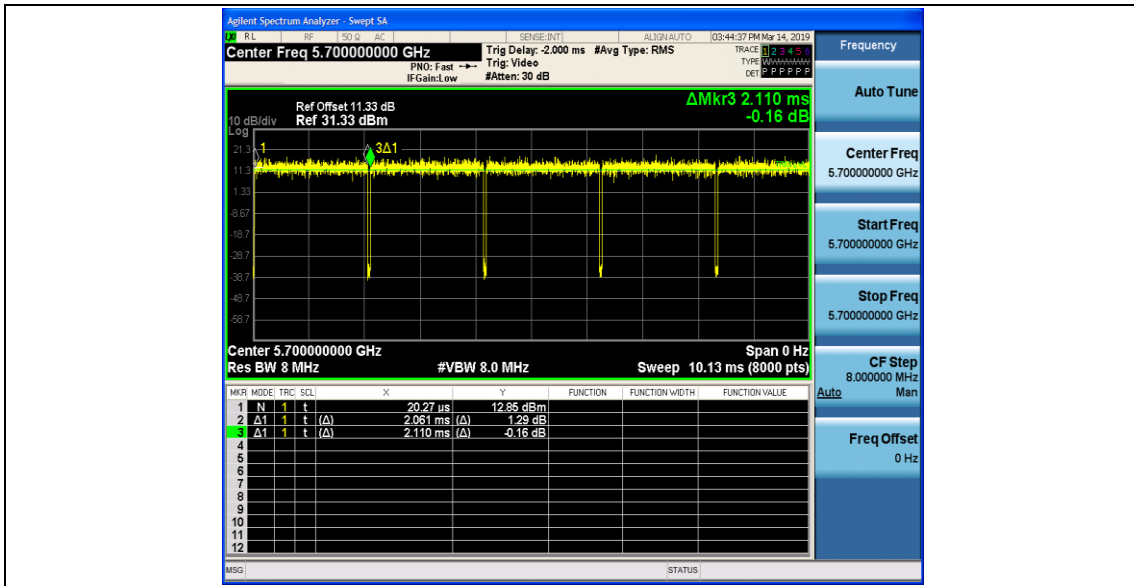 Agilent Spectrum Analyzer - Swept SA
LXI RL RF 50 Ω AC SENSE:INT ALIGNAUTO 03:44:37 PM Mar 14, 2019
Center Freq 5.700000000 GHz
PNO: Fast
IFGain:Low
Trig Delay: -2.000 ms #Avg Type: RMS
Trig: Video
#Atten: 30 dB
TRACE 1 2 3 4 5 6
TYPE
DET P P P P P P
Frequency
Ref Offset 11.33 dB
10 dB/div Ref 31.33 dBm
Log
ΔMkr3 2.110 ms
-0.16 dB
21.3
11.3
1.33
-8.67
-18.7
-28.7
-38.7
-48.7
-58.7
1
3Δ1
Center 5.700000000 GHz
Span 0 Hz
Res BW 8 MHz #VBW 8.0 MHz Sweep 10.13 ms (8000 pts)
MKR MODE TRC SCL X Y FUNCTION FUNCTION WIDTH FUNCTION VALUE
1 N 1 t 20.27 us 12.85 dBm
2 Δ1 1 t (Δ) 2.061 ms (Δ) 1.29 dB
3 Δ1 1 t (Δ) 2.110 ms (Δ) -0.16 dB
4
5
6
7
8
9
10
11
12
MSG STATUS
Auto Tune
Center Freq
5.700000000 GHz
Start Freq
5.700000000 GHz
Stop Freq
5.700000000 GHz
CF Step
8.000000 MHz
Auto Man
Freq Offset
0 Hz